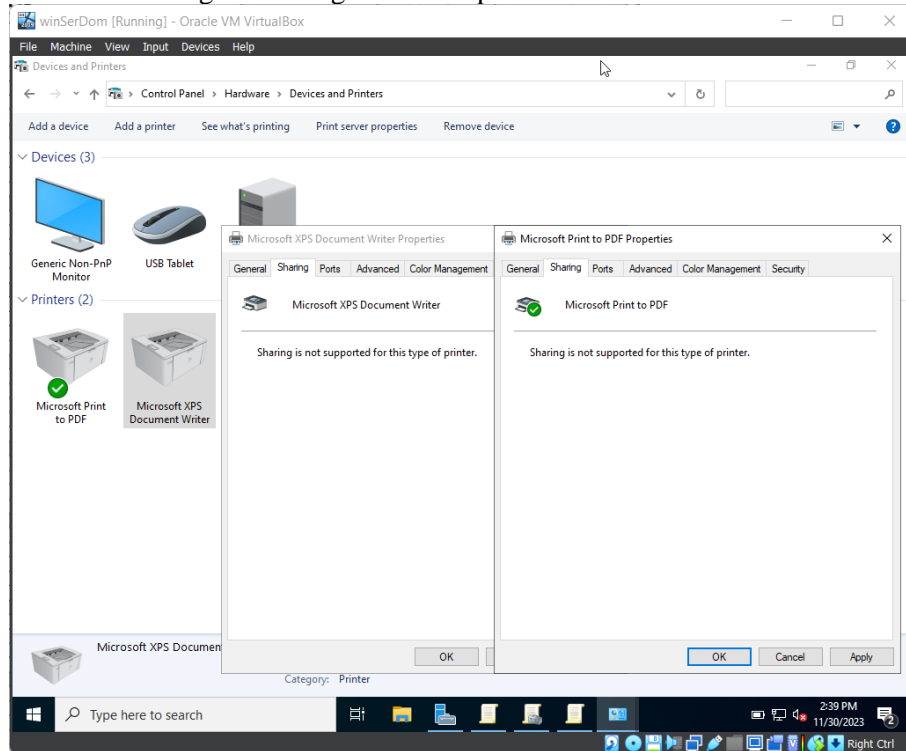 winSerDom [Running] - Oracle VM VirtualBox
File Machine View Input Devices Help
Devices and Printers
Control Panel > Hardware > Devices and Printers
Add a device Add a printer See what's printing Print server properties Remove device
Devices (3)
Generic Non-PnP
Monitor
USB Tablet
Printers (2)
Microsoft Print
to PDF
Microsoft XPS
Document Writer
Microsoft XPS Document Writer Properties
General Sharing Ports Advanced Color Management
Microsoft XPS Document Writer
Sharing is not supported for this type of printer.
OK
Microsoft Print to PDF Properties
General Sharing Ports Advanced Color Management Security
Microsoft Print to PDF
Sharing is not supported for this type of printer.
OK Cancel Apply
Microsoft XPS Documen
Category: Printer
Type here to search
2:39 PM
11/30/2023
2
Right Ctrl